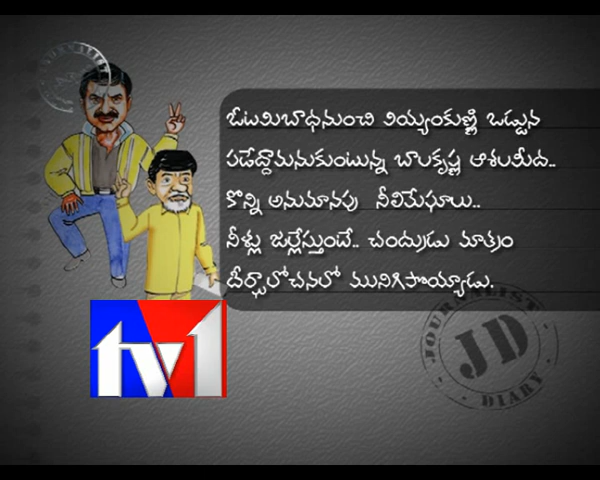 ఓటమిబాధనుంచి వియ్యంకుణ్ణి ఒడ్డున
పడేద్దామనుకుంటున్న బాలకృష్ణ ఆశలమీద..
కొన్ని అనుమానపు నీలిమేఘాలు..
నీళ్లు జల్లేస్తుంటే.. చంద్రుడు మాత్రం
దీర్ఘాలోచనలో మునిగిపోయ్యాడు.
tv1
JOURNALIST
JD
DIARY